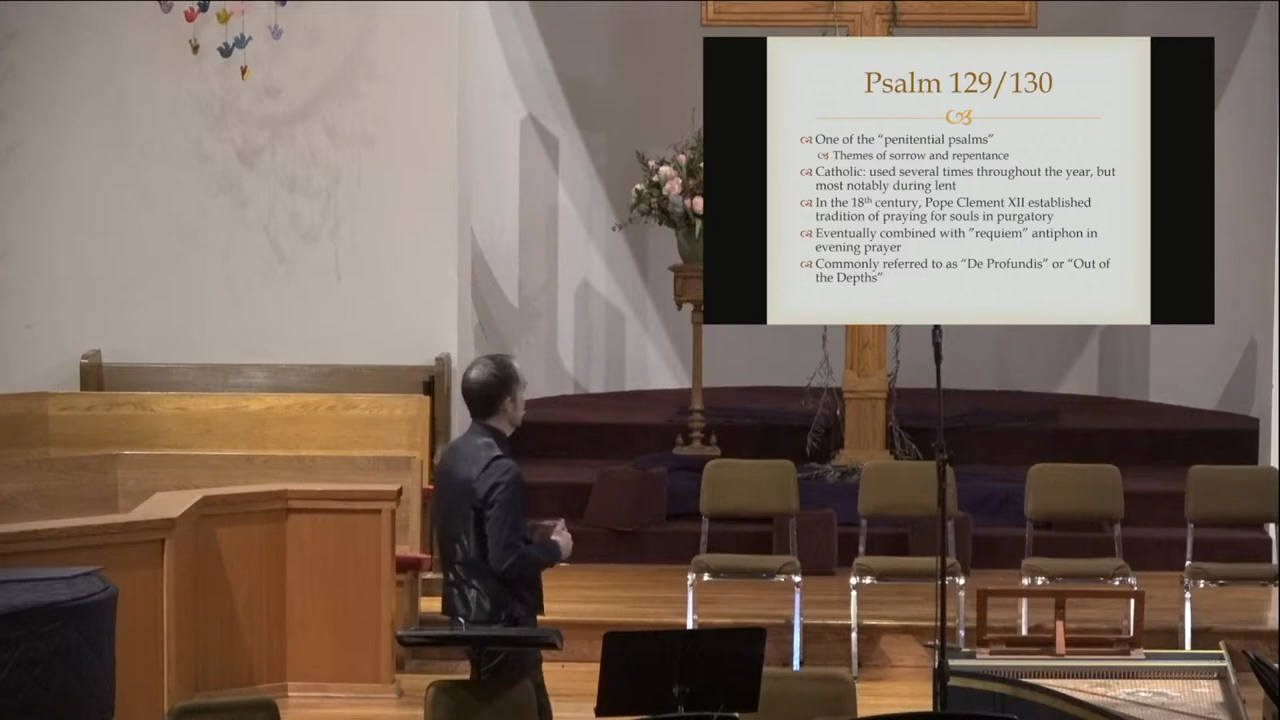 Psalm 129/130
One of the “penitential psalms”
Themes of sorrow and repentance
Catholic: used several times throughout the year, but
most notably during lent
In the 18th century, Pope Clement XII established
tradition of praying for souls in purgatory
Eventually combined with ”requiem” antiphon in
evening prayer
Commonly referred to as “De Profundis” or “Out of
the Depths”